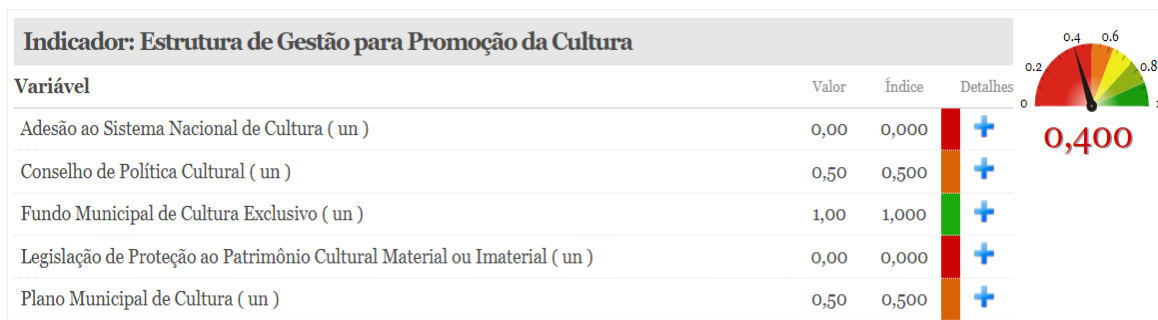 Indicador: Estrutura de Gestão para Promoção da Cultura
Variável Valor Índice Detalhes
Adesão ao Sistema Nacional de Cultura ( un ) 0,00 0,000
Conselho de Política Cultural ( un ) 0,50 0,500
Fundo Municipal de Cultura Exclusivo ( un ) 1,00 1,000
Legislação de Proteção ao Patrimônio Cultural Material ou Imaterial ( un ) 0,00 0,000
Plano Municipal de Cultura ( un ) 0,50 0,500
0 0.2 0.4 0.6 0.8
0,400